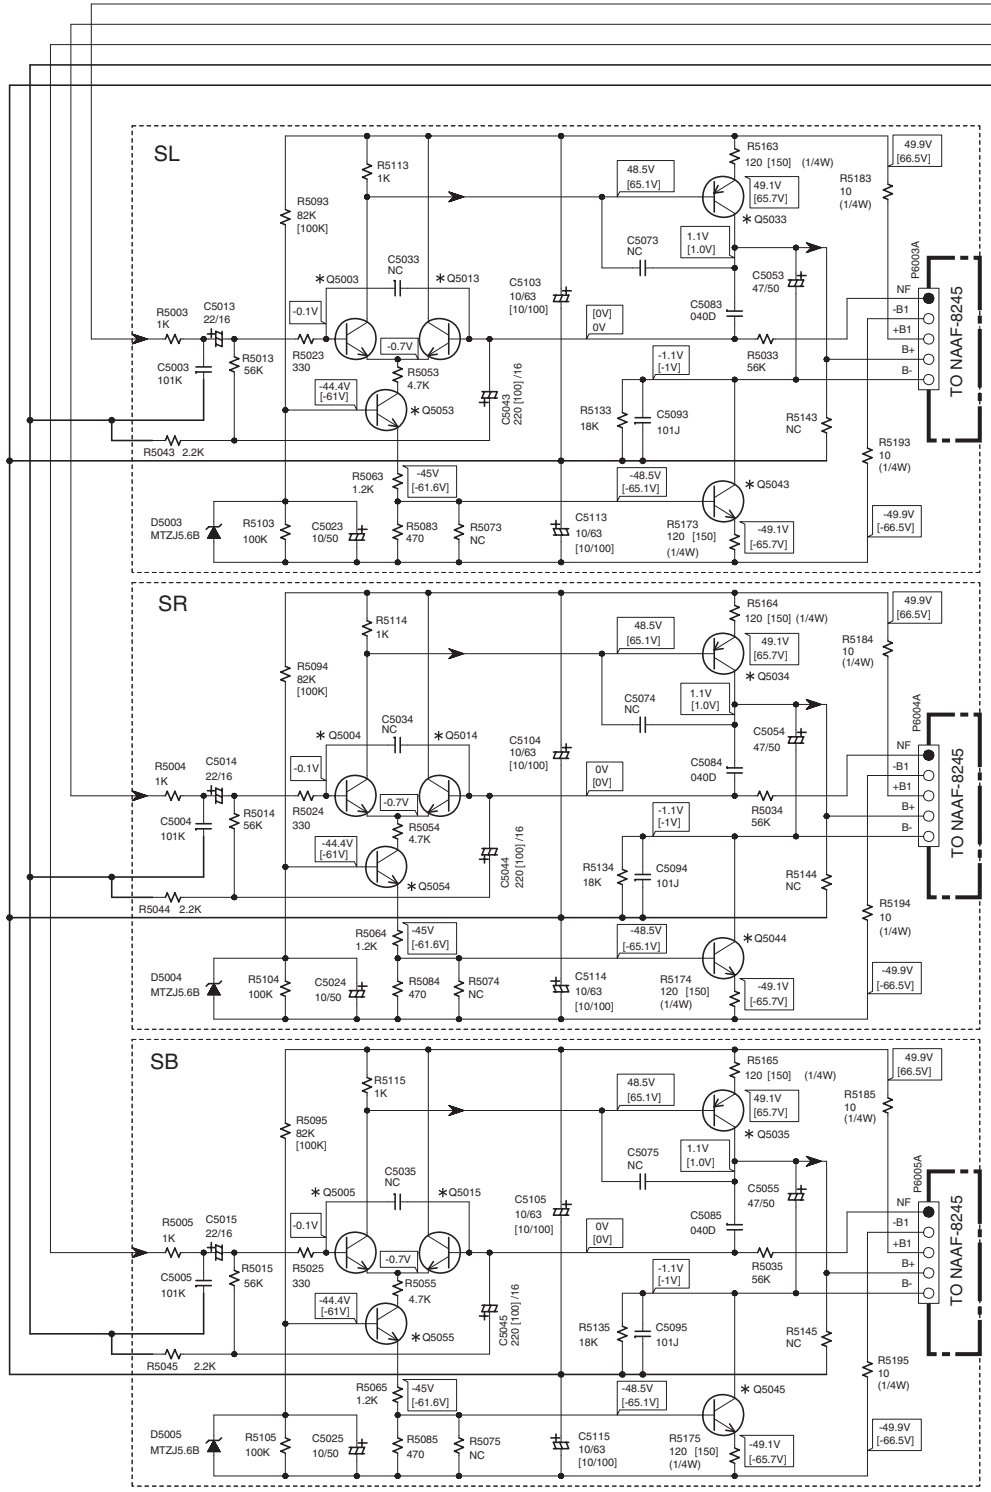 SL
R5163
120 [150] (1/4W)
49.9V
[66.5V]
R5113
1K
48.5V
[65.1V]
49.1V
[65.7V]
R5183
10
(1/4W)
R5093
82K
[100K]
*Q5033
C5073
NC
1.1V
[1.0V]
C5033
NC
*Q5003
*Q5013
C5103
10/63
[10/100]
C5053
47/50
P6003A
NF
-B1
+B1
B+
B-
TO NAAF-8245
R5003
1K
C5013
22/16
-0.1V
[0V]
0V
C5083
040D
C5003
101K
R5013
56K
R5023
330
-0.7V
R5053
4.7K
-1.1V
[-1V]
R5033
56K
-44.4V
[-61V]
*Q5053
C5043
220 [100] /16
R5133
18K
C5093
101J
R5143
NC
R5043 2.2K
R5193
10
(1/4W)
R5063
1.2K
-45V
[-61.6V]
-48.5V
[-65.1V]
*Q5043
D5003
MTZJ5.6B
R5103
100K
C5023
10/50
R5083
470
R5073
NC
C5113
10/63
[10/100]
R5173
120 [150]
(1/4W)
-49.1V
[-65.7V]
-49.9V
[-66.5V]
SR
R5164
120 [150] (1/4W)
49.9V
[66.5V]
R5114
1K
48.5V
[65.1V]
49.1V
[65.7V]
R5184
10
(1/4W)
R5094
82K
[100K]
*Q5034
C5074
NC
1.1V
[1.0V]
C5034
NC
*Q5004
*Q5014
C5104
10/63
[10/100]
C5054
47/50
P6004A
NF
-B1
+B1
B+
B-
TO NAAF-8245
R5004
1K
C5014
22/16
-0.1V
0V
[0V]
C5084
040D
C5004
101K
R5014
56K
R5024
330
-0.7V
R5054
4.7K
-1.1V
[-1V]
R5034
56K
-44.4V
[-61V]
*Q5054
C5044
220 [100] /16
R5134
18K
C5094
101J
R5144
NC
R5044 2.2K
R5194
10
(1/4W)
R5064
1.2K
-45V
[-61.6V]
-48.5V
[-65.1V]
*Q5044
D5004
MTZJ5.6B
R5104
100K
C5024
10/50
R5084
470
R5074
NC
C5114
10/63
[10/100]
R5174
120 [150]
(1/4W)
-49.1V
[-65.7V]
-49.9V
[-66.5V]
SB
R5165
120 [150] (1/4W)
49.9V
[66.5V]
R5115
1K
48.5V
[65.1V]
49.1V
[65.7V]
R5185
10
(1/4W)
R5095
82K
[100K]
*Q5035
C5075
NC
1.1V
[1.0V]
C5035
NC
*Q5005
*Q5015
C5105
10/63
[10/100]
C5055
47/50
P6005A
NF
-B1
+B1
B+
B-
TO NAAF-8245
R5005
1K
C5015
22/16
-0.1V
0V
[0V]
C5085
040D
C5005
101K
R5015
56K
R5025
330
-0.7V
R5055
4.7K
-1.1V
[-1V]
R5035
56K
-44.4V
[-61V]
*Q5055
C5045
220 [100] /16
R5135
18K
C5095
101J
R5145
NC
R5045 2.2K
R5195
10
(1/4W)
R5065
1.2K
-45V
[-61.6V]
-48.5V
[-65.1V]
*Q5045
D5005
MTZJ5.6B
R5105
100K
C5025
10/50
R5085
470
R5075
NC
C5115
10/63
[10/100]
R5175
120 [150]
(1/4W)
-49.1V
[-65.7V]
-49.9V
[-66.5V]